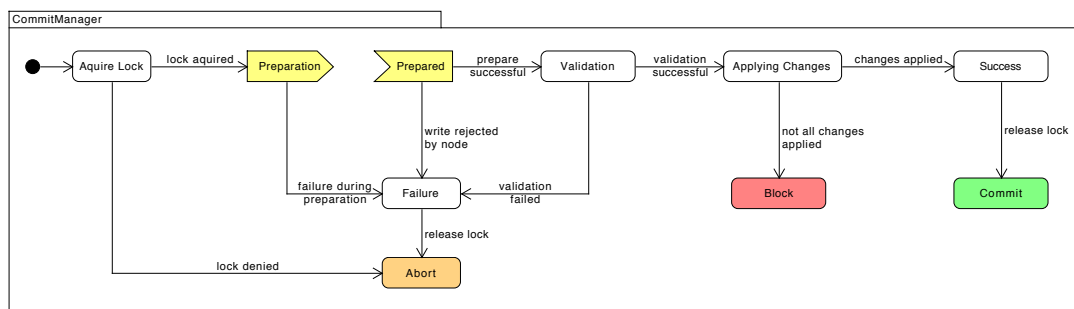 CommitManager
Aquire Lock
lock aquired
Preparation
Prepared
prepare
successful
Validation
validation
successful
Applying Changes
changes applied
Success
write rejected
by node
not all changes
applied
release lock
failure during
preparation
Failure
validation
failed
Block
Commit
release lock
lock denied
Abort